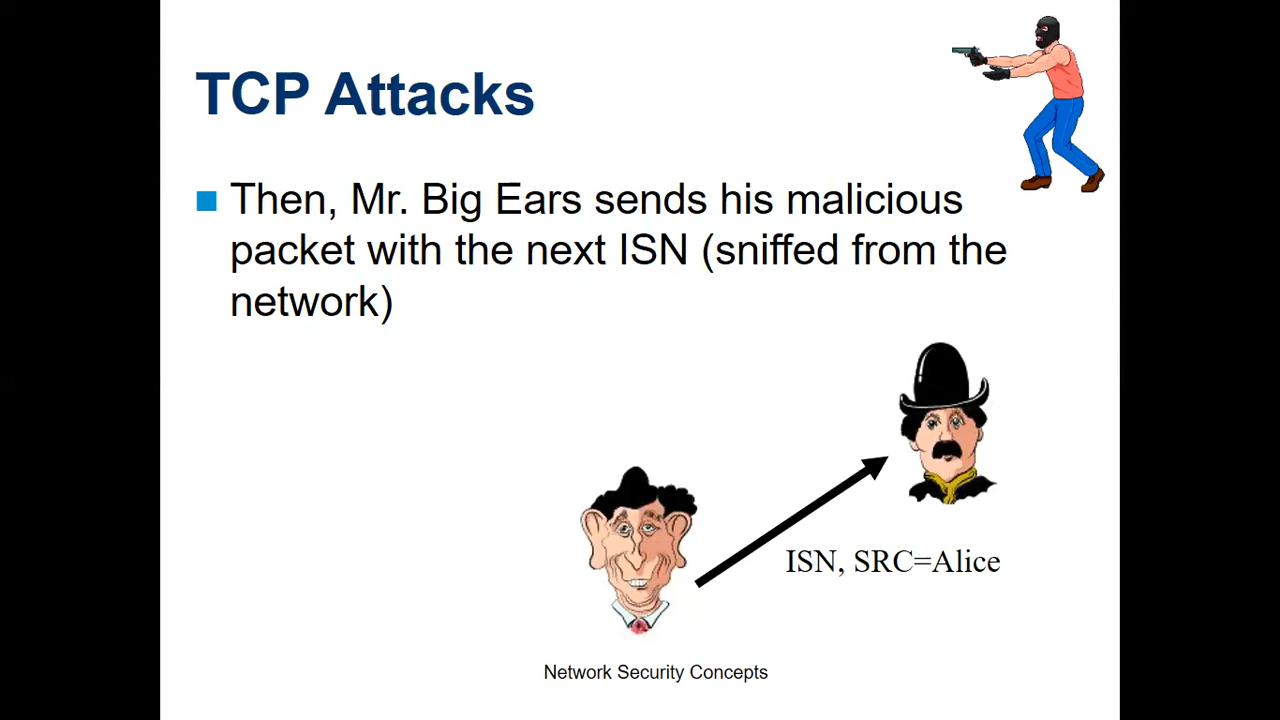 TCP Attacks
Then, Mr. Big Ears sends his malicious
packet with the next ISN (sniffed from the
network)
ISN, SRC=Alice
Network Security Concepts